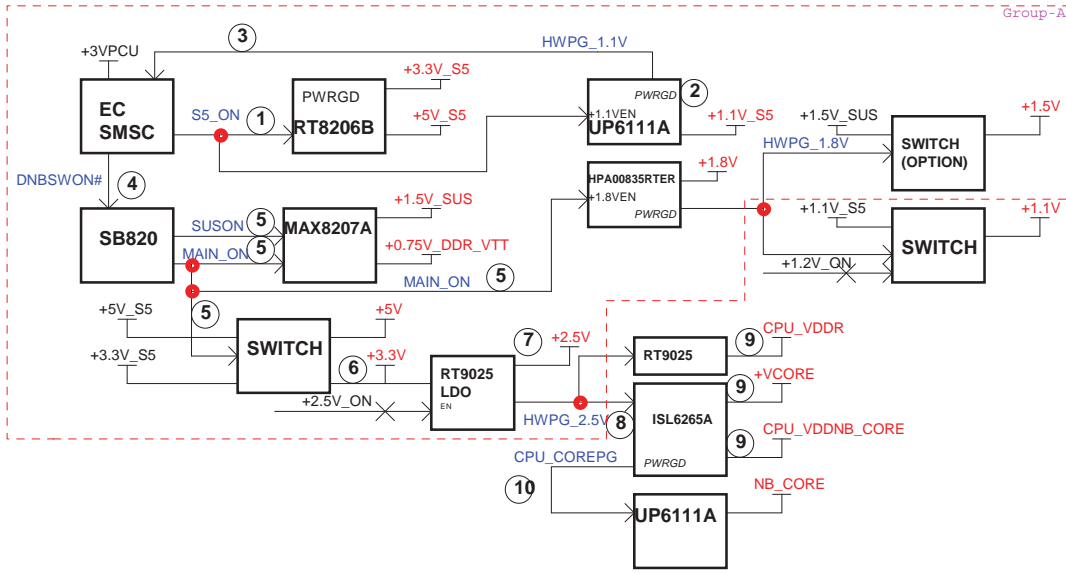 Group-A
3
HWPG_1.1V
+3VPCU
EC
SMSC
S5_ON
1
PWRGD
RT8206B
+3.3V_S5
+5V_S5
PWRGD
2
+1.1VEN
UP6111A
+1.1V_S5
+1.5V_SUS
HWPG_1.8V
SWITCH
(OPTION)
+1.5V
DNBSWON#
4
HPA00835RTER
+1.8VEN
PWRGD
+1.8V
SB820
SUSON
5
MAIN_ON
5
MAX8207A
+1.5V_SUS
+0.75V_DDR_VTT
MAIN_ON
5
+1.1V_S5
+1.2V_ON
SWITCH
+1.1V
5
+5V_S5
+3.3V_S5
SWITCH
+5V
6
+3.3V
+2.5V_ON
RT9025
LDO
EN
7
+2.5V
HWPG_2.5V
RT9025
9
CPU_VDDR
8
ISL6265A
PWRGD
9
+VCORE
9
CPU_VDDNB_CORE
CPU_COREPG
10
UP6111A
NB_CORE